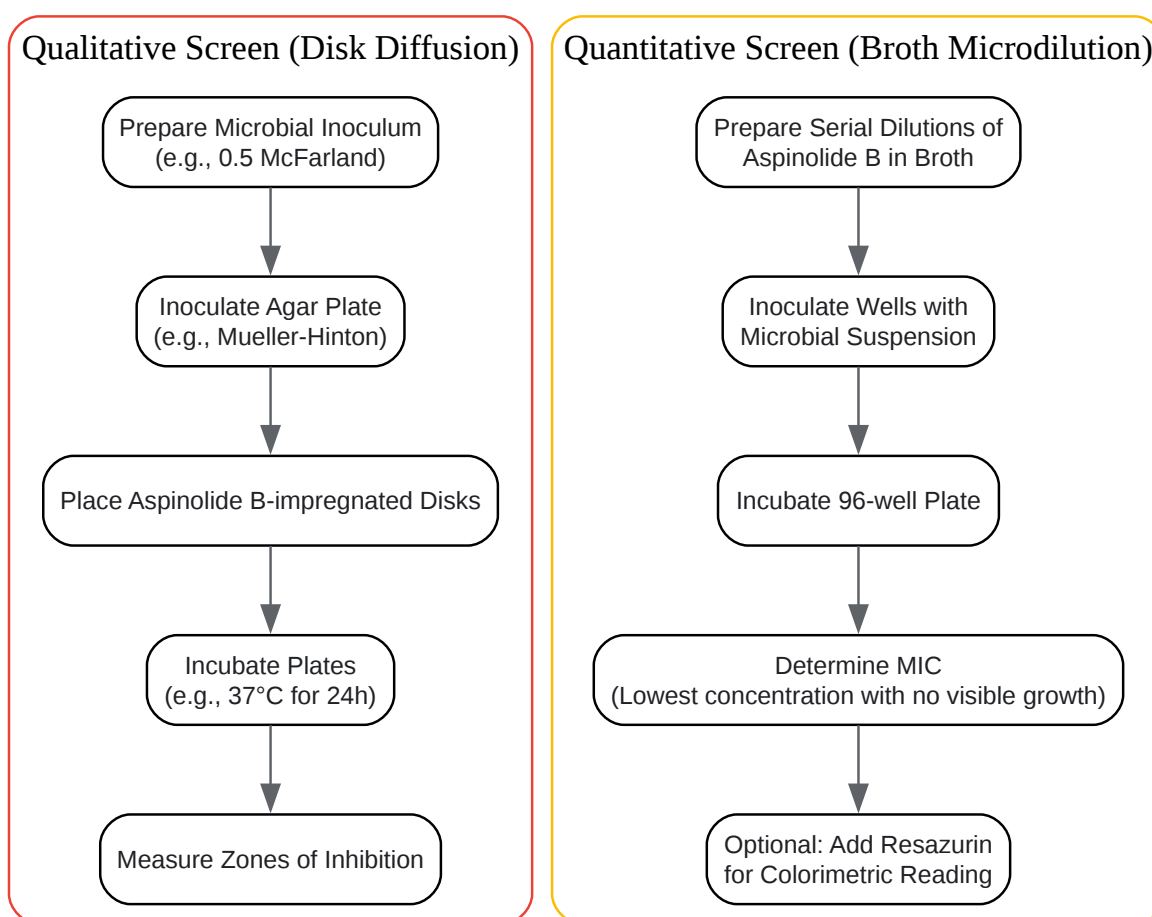 Qualitative Screen (Disk Diffusion)
Prepare Microbial Inoculum
(e.g., 0.5 McFarland)
Inoculate Agar Plate
(e.g., Mueller-Hinton)
Place Aspinolide B-impregnated Disks
Incubate Plates
(e.g., 37°C for 24h)
Measure Zones of Inhibition
Quantitative Screen (Broth Microdilution)
Prepare Serial Dilutions of
Aspinolide B in Broth
Inoculate Wells with
Microbial Suspension
Incubate 96-well Plate
Determine MIC
(Lowest concentration with no visible growth)
Optional: Add Resazurin
for Colorimetric Reading